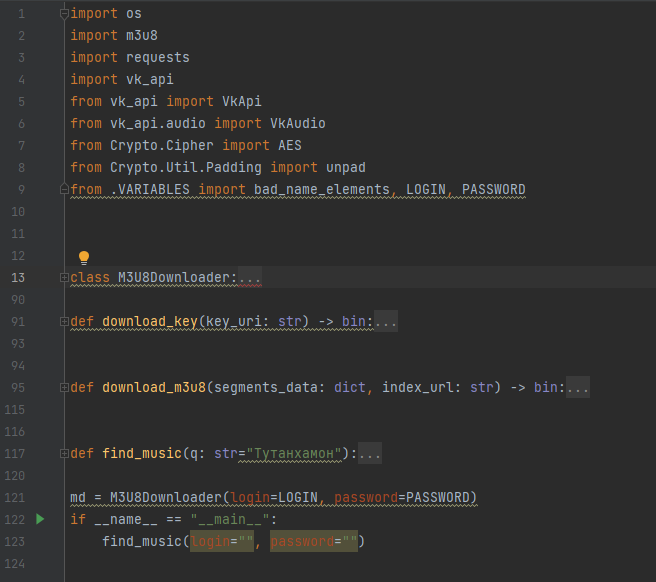 1 import os
2 import m3u8
3 import requests
4 import vk_api
5 from vk_api import VkApi
6 from vk_api.audio import VkAudio
7 from Crypto.Cipher import AES
8 from Crypto.Util.Padding import unpad
9 from .VARIABLES import bad_name_elements, LOGIN, PASSWORD
10
11
12
13 class M3U8Downloader:...
90
91 def download_key(key_uri: str) -> bin:...
93
94
95 def download_m3u8(segments_data: dict, index_url: str) -> bin:...
115
116
117 def find_music(q: str="Тутанхамон"):...
120
121 md = M3U8Downloader(login=LOGIN, password=PASSWORD)
122 if __name__ == "__main__":
123 find_music(login="", password="")
124